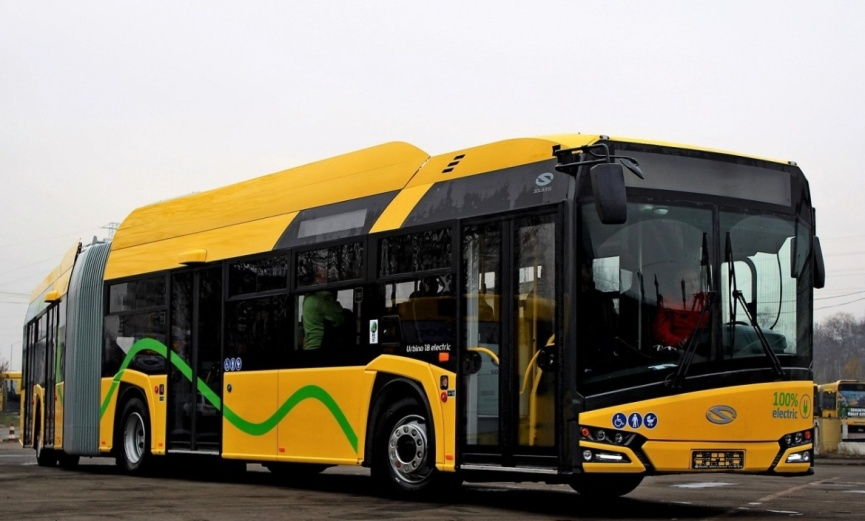 SOLARIS
Urbino 18 electric
100%
electric